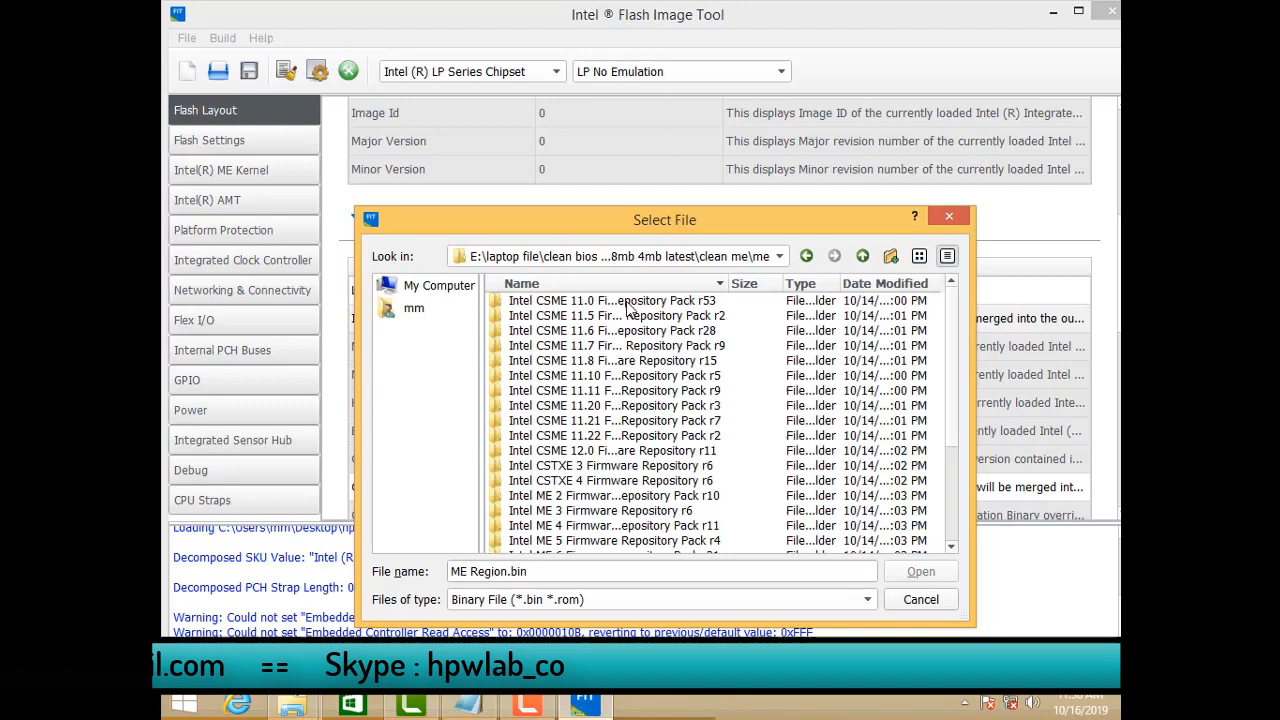 Intel ® Flash Image Tool
File Build Help
Intel (R) LP Series Chipset
LP No Emulation
Flash Layout
Flash Settings
Intel(R) ME Kernel
Intel(R) AMT
Platform Protection
Integrated Clock Controller
Networking & Connectivity
Flex I/O
Internal PCH Buses
GPIO
Power
Integrated Sensor Hub
Debug
CPU Straps
Image Id 0 This displays Image ID of the currently loaded Intel (R) Integrate...
Major Version 0 This displays Major revision number of the currently loaded Intel ...
Minor Version 0 This displays Minor revision number of the currently loaded Intel ...
Select File
Look in: E:\laptop file\clean bios ...8mb 4mb latest\clean me\me
My Computer
mm
Name Size Type Date Modified
Intel CSME 11.0 Fi...epository Pack r53 File...lder 10/14/...:00 PM
Intel CSME 11.5 Fir... Repository Pack r2 File...lder 10/14/...:01 PM
Intel CSME 11.6 Fi...epository Pack r28 File...lder 10/14/...:01 PM
Intel CSME 11.7 Fir... Repository Pack r9 File...lder 10/14/...:01 PM
Intel CSME 11.8 Fi...are Repository r15 File...lder 10/14/...:01 PM
Intel CSME 11.10 F...Repository Pack r5 File...lder 10/14/...:00 PM
Intel CSME 11.11 F...Repository Pack r9 File...lder 10/14/...:00 PM
Intel CSME 11.20 F...Repository Pack r3 File...lder 10/14/...:01 PM
Intel CSME 11.21 F...Repository Pack r7 File...lder 10/14/...:01 PM
Intel CSME 11.22 F...Repository Pack r2 File...lder 10/14/...:01 PM
Intel CSME 12.0 Fi...are Repository r11 File...lder 10/14/...:02 PM
Intel CSTXE 3 Firmware Repository r6 File...lder 10/14/...:02 PM
Intel CSTXE 4 Firmware Repository r6 File...lder 10/14/...:02 PM
Intel ME 2 Firmwar...epository Pack r10 File...lder 10/14/...:03 PM
Intel ME 3 Firmware Repository r6 File...lder 10/14/...:03 PM
Intel ME 4 Firmwar...epository Pack r11 File...lder 10/14/...:03 PM
Intel ME 5 Firmware Repository r4 File...lder 10/14/...:03 PM
File name: ME Region.bin Open
Files of type: Binary File (*.bin *.rom) Cancel
merged into the ou...
currently loaded ...
currently loaded ...
currently loaded Intel (...
version contained i...
will be merged int...
Binary overri...
Loading C:\Users\mm\Desktop\hp
Decomposed SKU Value: "Intel (R
Decomposed PCH Strap Length: 0
Warning: Could not set "Embedded
Warning: Could not set "Embedded Controller Read Access" to: 0x0000010B, reverting to previous/default value: 0xFFF
il.com == Skype : hpwlab_co
10/16/2019